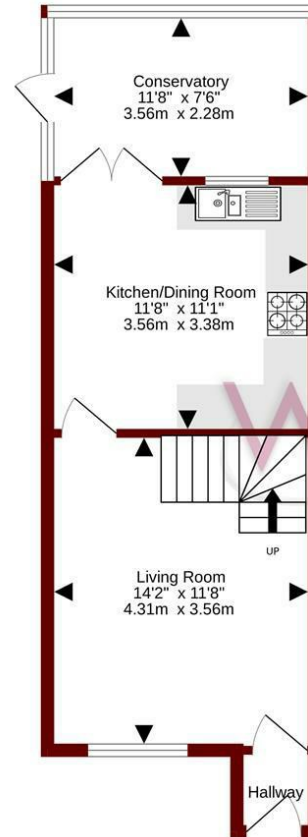 Conservatory
11'8" x 7'6"
3.56m x 2.28m
Kitchen/Dining Room
11'8" x 11'1"
3.56m x 3.38m
UP
Living Room
14'2" x 11'8"
4.31m x 3.56m
Hallway